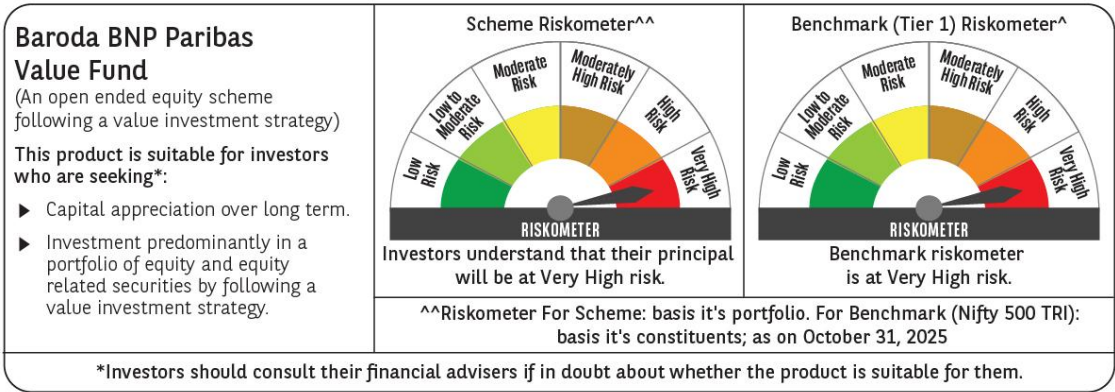 Baroda BNP Paribas
Value Fund
(An open ended equity scheme
following a value investment strategy)
This product is suitable for investors
who are seeking*:
▶ Capital appreciation over long term.
▶ Investment predominantly in a
portfolio of equity and equity
related securities by following a
value investment strategy.
Scheme Riskometer^^
Low
Risk
Low to
Moderate
Risk
Moderate
Risk
Moderately
High Risk
High
Risk
Very High
Risk
RISKOMETER
Investors understand that their principal
will be at Very High risk.
Benchmark (Tier 1) Riskometer^
Low
Risk
Low to
Moderate
Risk
Moderate
Risk
Moderately
High Risk
High
Risk
Very High
Risk
RISKOMETER
Benchmark riskometer
is at Very High risk.
^^Riskometer For Scheme: basis it's portfolio. For Benchmark (Nifty 500 TRI):
basis it's constituents; as on October 31, 2025
*Investors should consult their financial advisers if in doubt about whether the product is suitable for them.